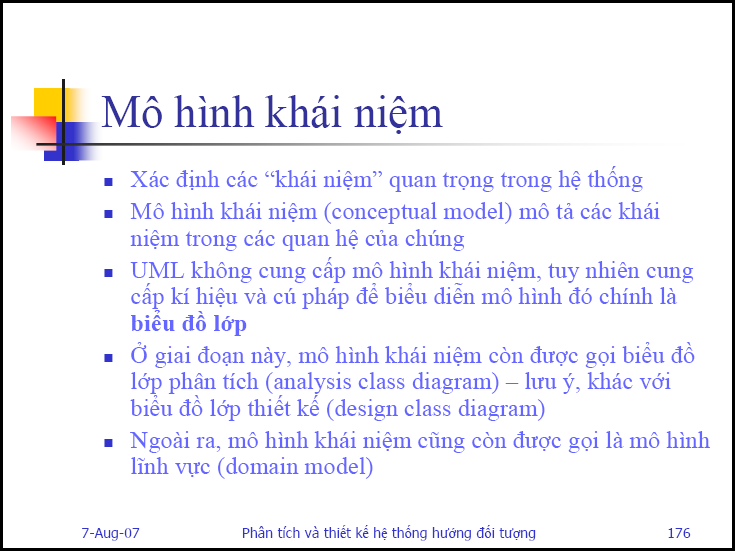 Mô hình khái niệm
Xác định các “khái niệm” quan trọng trong hệ thống
Mô hình khái niệm (conceptual model) mô tả các khái
niệm trong các quan hệ của chúng
UML không cung cấp mô hình khái niệm, tuy nhiên cung
cấp kí hiệu và cú pháp để biểu diễn mô hình đó chính là
biểu đồ lớp
Ở giai đoạn này, mô hình khái niệm còn được gọi biểu đồ
lớp phân tích (analysis class diagram) – lưu ý, khác với
biểu đồ lớp thiết kế (design class diagram)
Ngoài ra, mô hình khái niệm cũng còn được gọi là mô hình
lĩnh vực (domain model)
7-Aug-07 Phân tích và thiết kế hệ thống hướng đối tượng 176